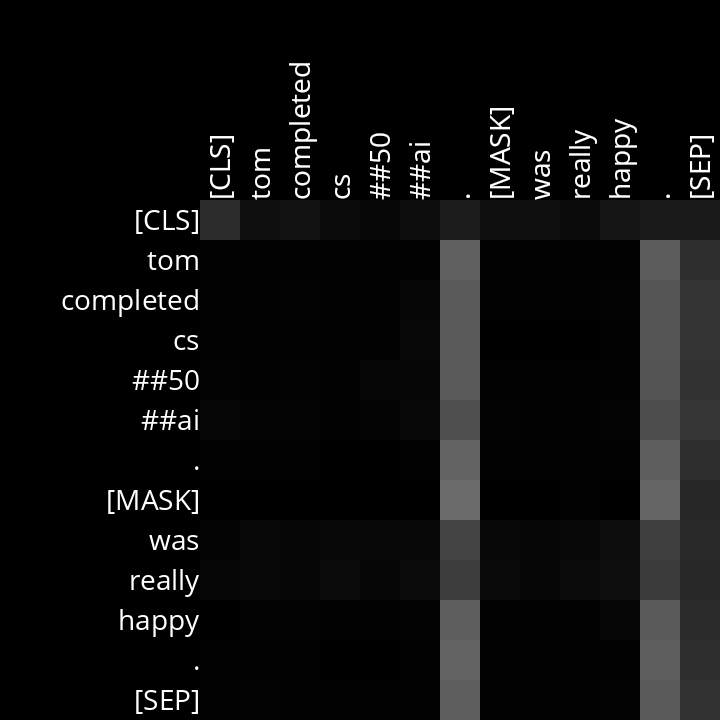 [CLS] tom completed cs ##50 ##ai . [MASK] was really happy . [SEP]
[CLS]
tom
completed
cs
##50
##ai
.
[MASK]
was
really
happy
.
[SEP]